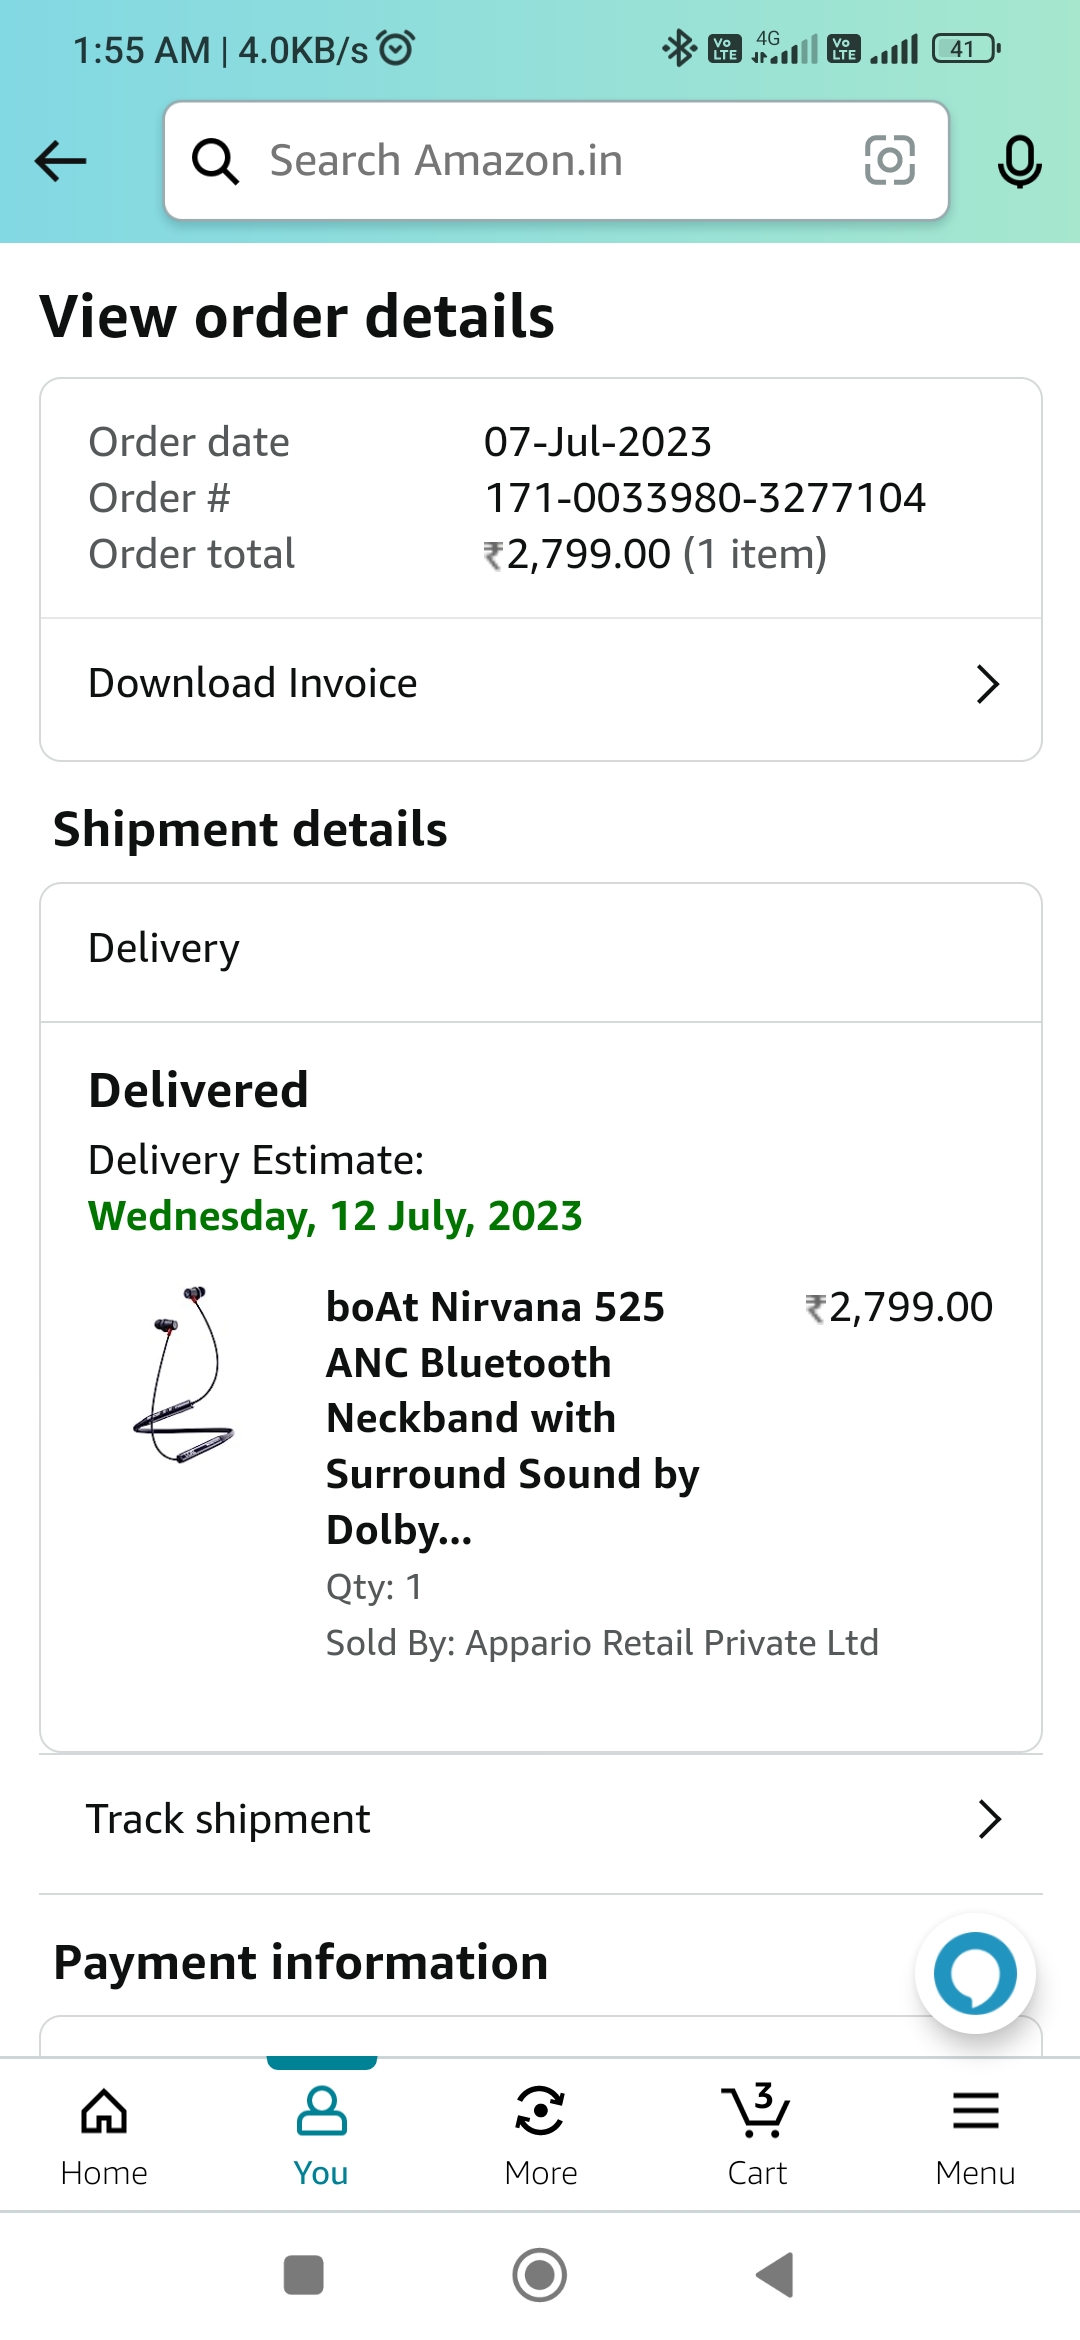 1:55 AM | 4.0KB/s
Vo LTE 4G Vo LTE 41
Search Amazon.in
View order details
Order date 07-Jul-2023
Order # 171-0033980-3277104
Order total ₹2,799.00 (1 item)
Download Invoice
Shipment details
Delivery
Delivered
Delivery Estimate:
Wednesday, 12 July, 2023
boAt Nirvana 525 ₹2,799.00
ANC Bluetooth
Neckband with
Surround Sound by
Dolby...
Qty: 1
Sold By: Appario Retail Private Ltd
Track shipment
Payment information
3
Home You More Cart Menu